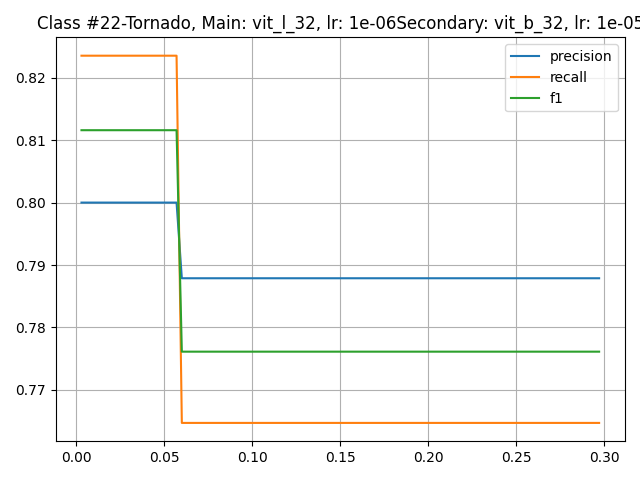 Class #22-Tornado, Main: vit_l_32, lr: 1e-06Secondary: vit_b_32, lr: 1e-05
precision
recall
f1
0.82
0.81
0.80
0.79
0.78
0.77
0.00 0.05 0.10 0.15 0.20 0.25 0.30